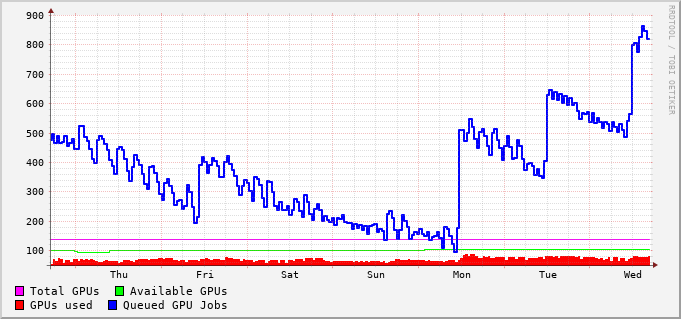 900
800
700
600
500
400
300
200
100
Thu Fri Sat Sun Mon Tue Wed
Total GPUs Available GPUs
GPUs used Queued GPU Jobs
RRDTOOL / TOBI OETIKER